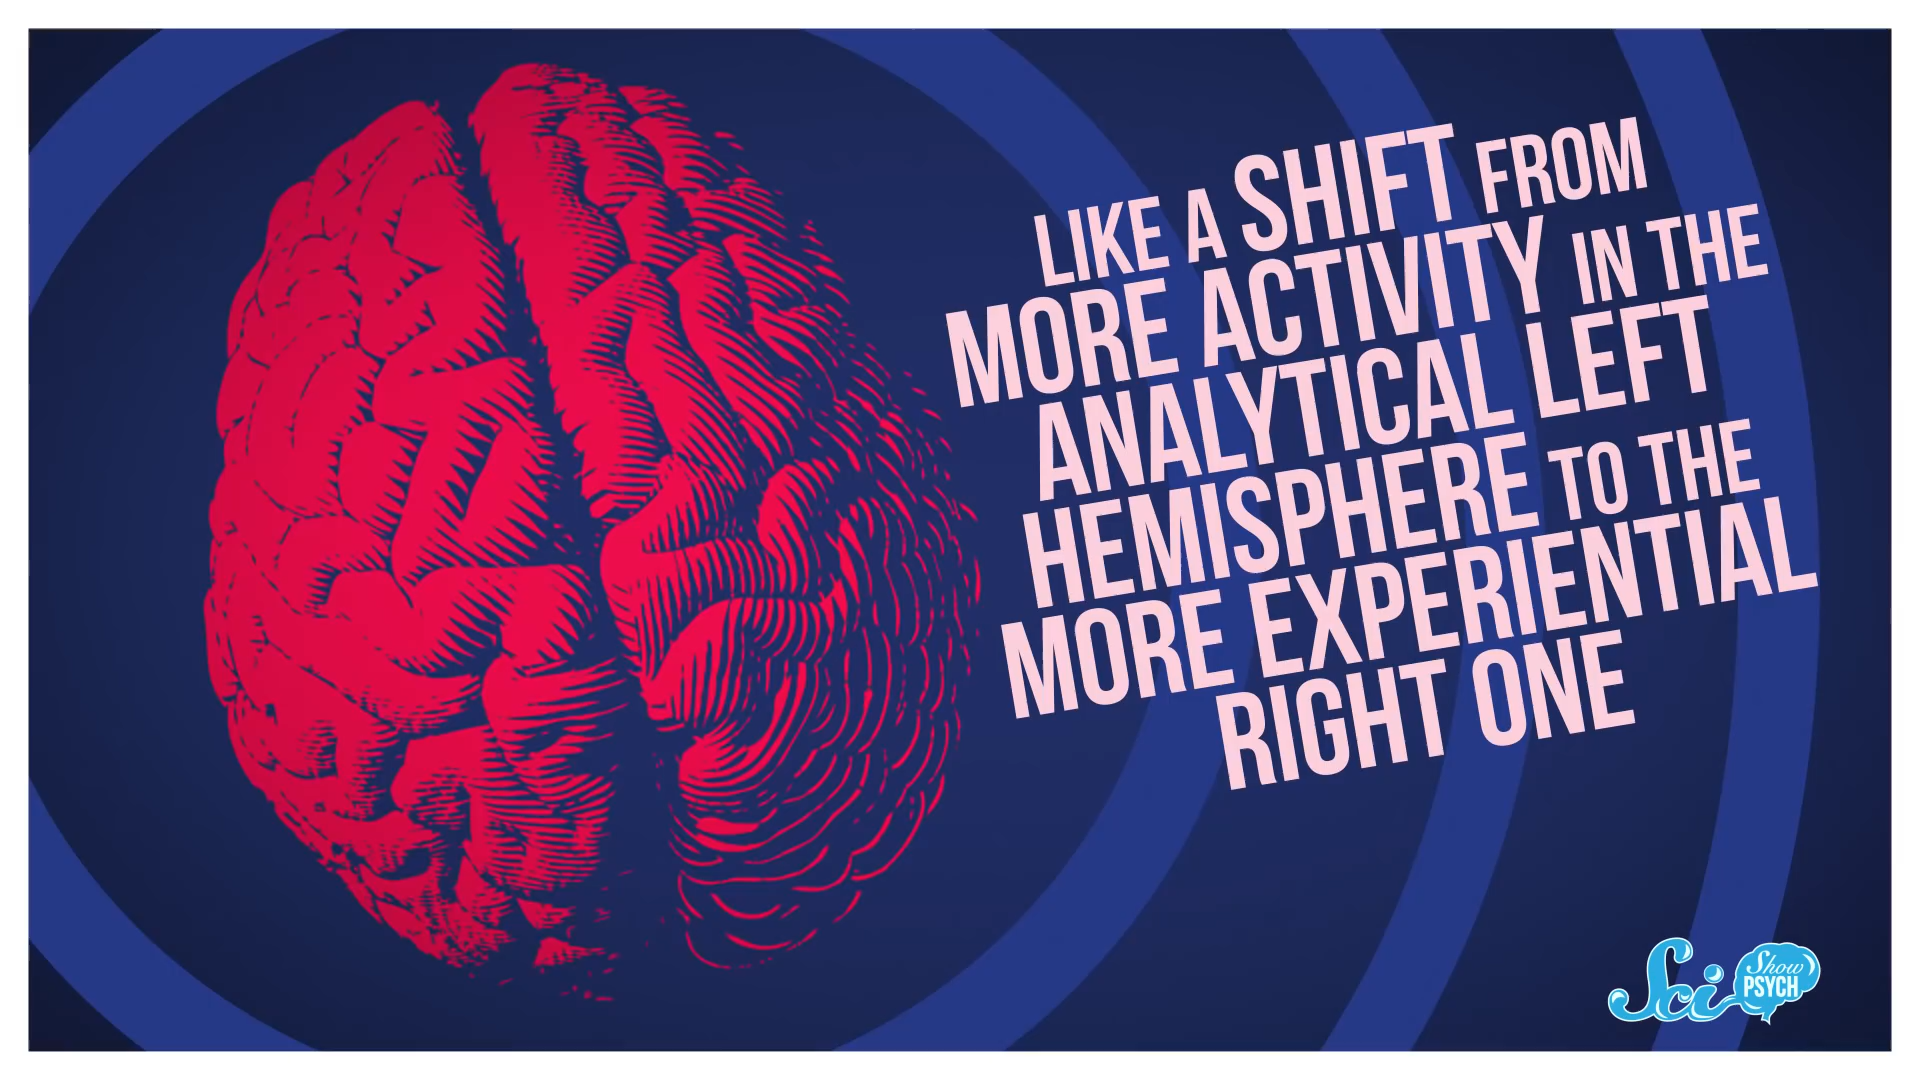 LIKE A SHIFT FROM
MORE ACTIVITY IN THE
ANALYTICAL LEFT
HEMISPHERE TO THE
MORE EXPERIENTIAL
RIGHT ONE
Sci Show
PSYCH